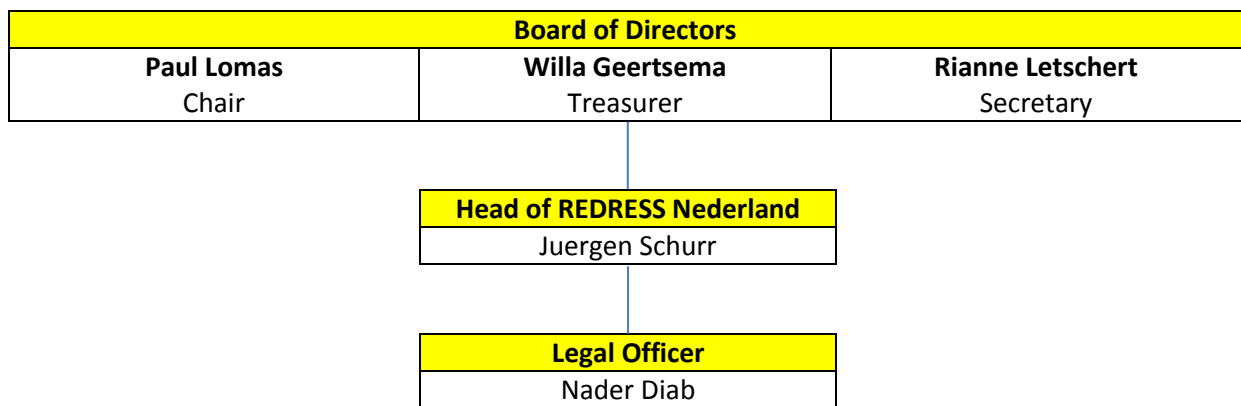 Board of Directors
Paul Lomas
Chair
Willa Geertsema
Treasurer
Rianne Letschert
Secretary
Head of REDRESS Nederland
Juergen Schurr
Legal Officer
Nader Diab